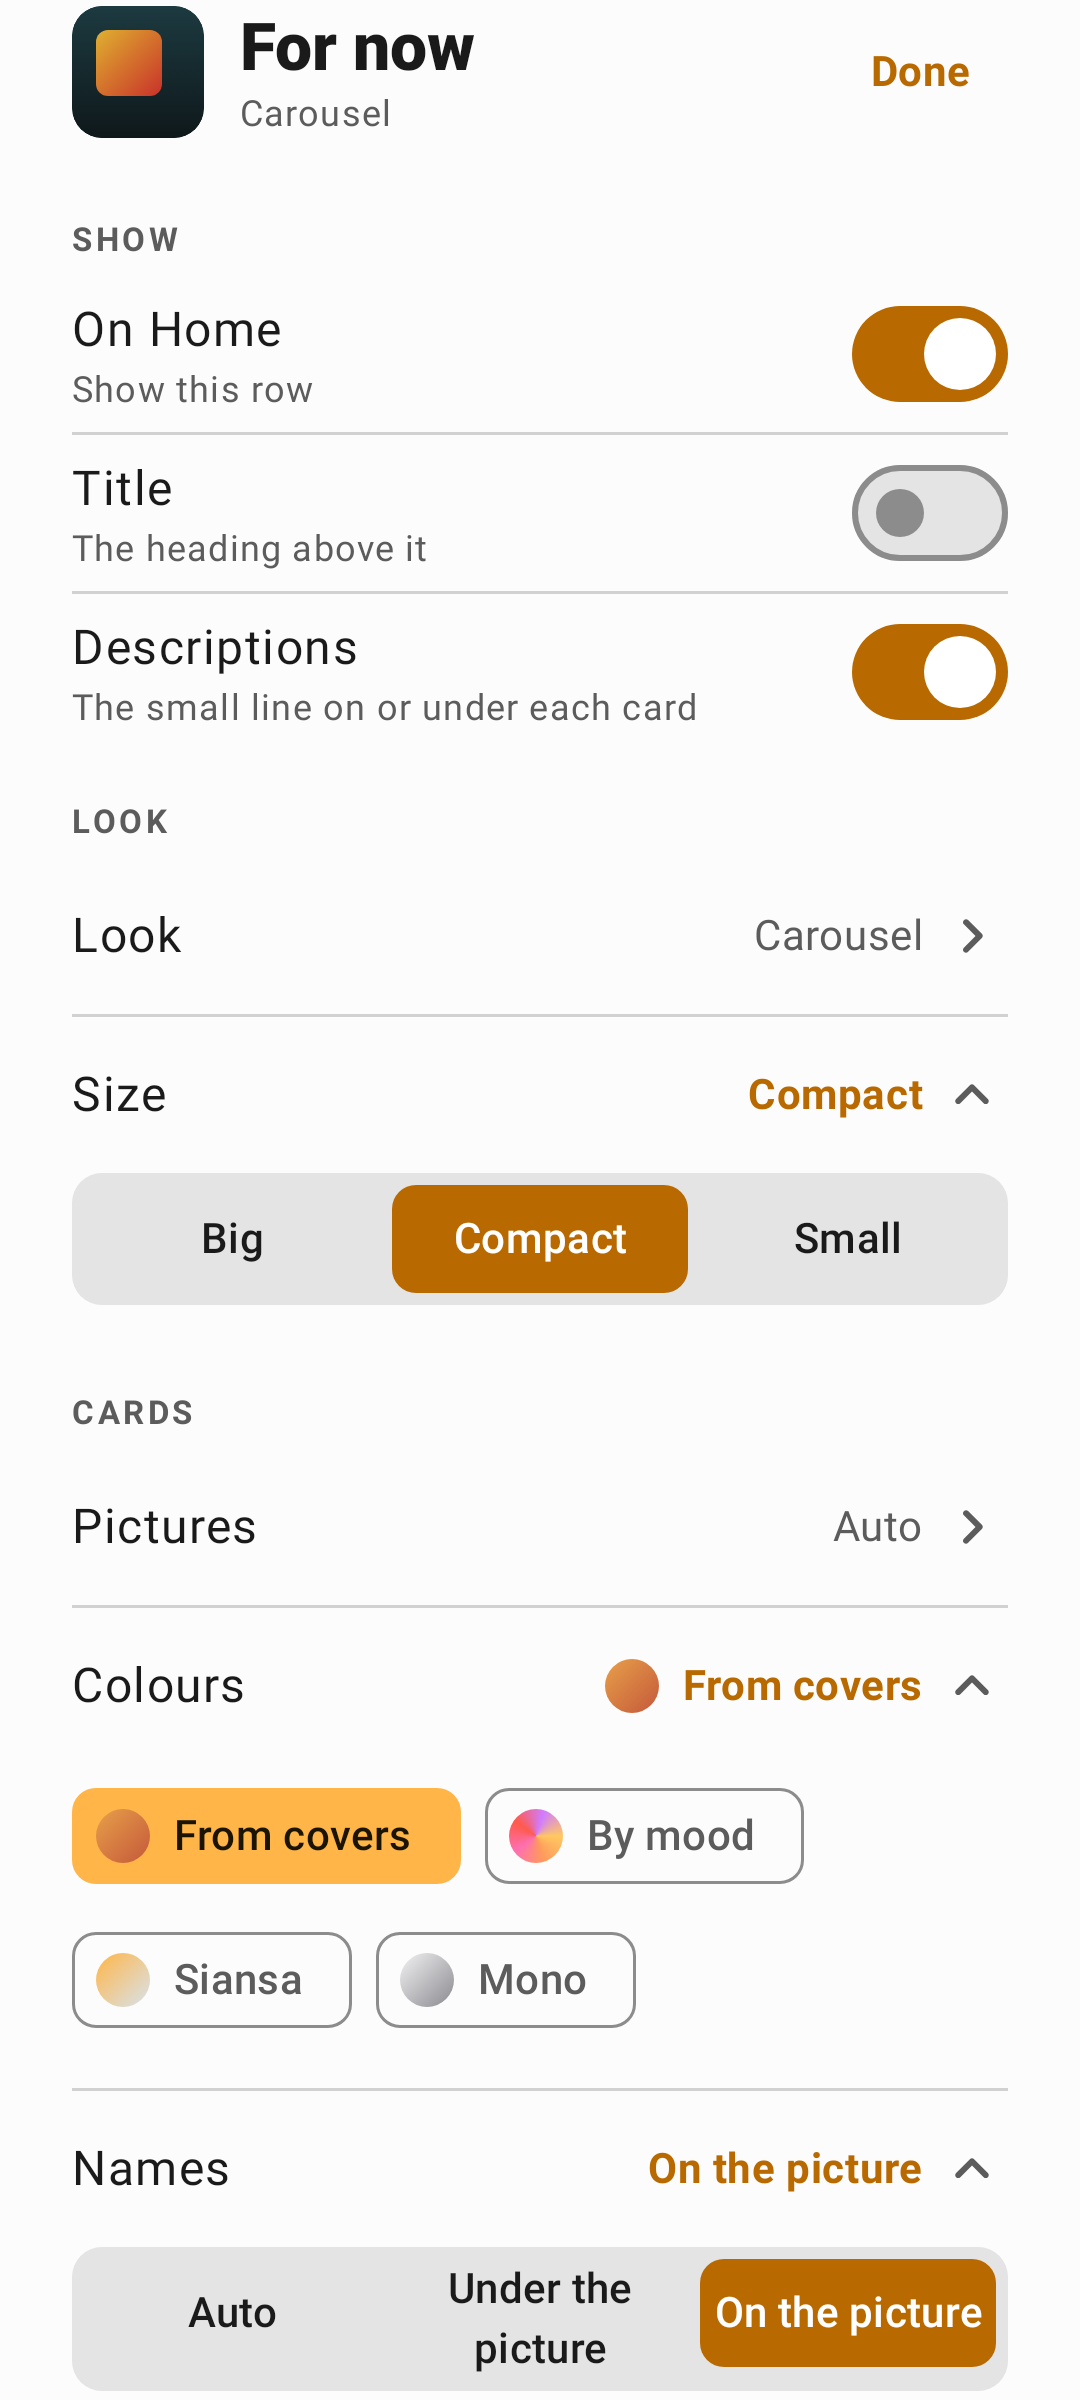 For now
Carousel
Done
SHOW
On Home
Show this row
Title
The heading above it
Descriptions
The small line on or under each card
LOOK
Look
Carousel
Size
Compact
Big
Compact
Small
CARDS
Pictures
Auto
Colours
From covers
From covers
By mood
Siansa
Mono
Names
On the picture
Auto
Under the
picture
On the picture